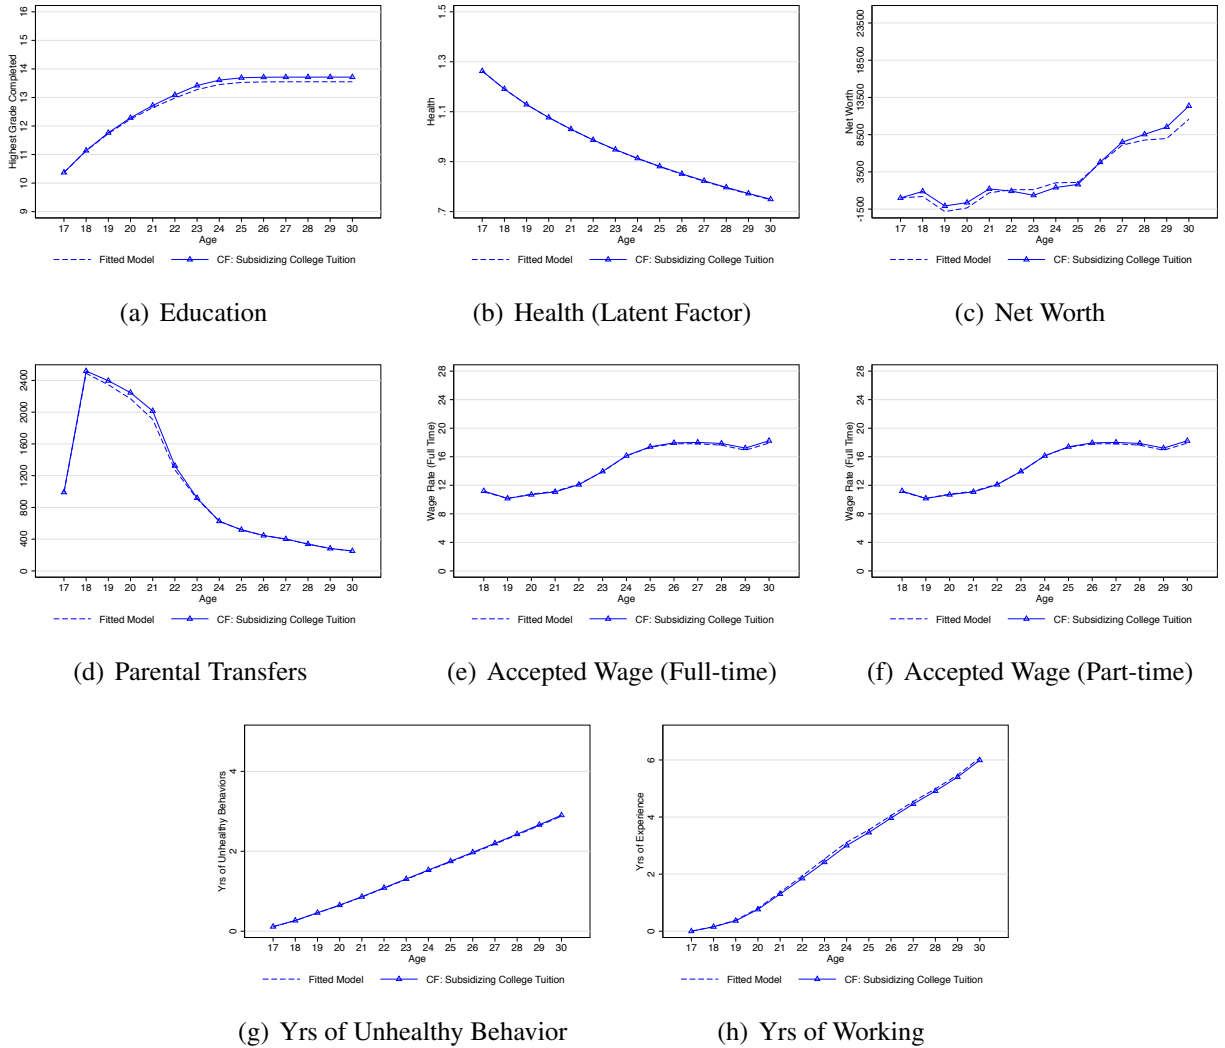 Highest Grade Completed
16
15
14
13
12
11
10
9
17 18 19 20 21 22 23 24 25 26 27 28 29 30
Age
Fitted Model CF: Subsidizing College Tuition
(a) Education
Health
1.5
1.3
1.1
.9
.7
17 18 19 20 21 22 23 24 25 26 27 28 29 30
Age
Fitted Model CF: Subsidizing College Tuition
(b) Health (Latent Factor)
Net Worth
23500
18500
13500
8500
3500
-1500
17 18 19 20 21 22 23 24 25 26 27 28 29 30
Age
Fitted Model CF: Subsidizing College Tuition
(c) Net Worth
2400
2000
1600
1200
800
400
0
17 18 19 20 21 22 23 24 25 26 27 28 29 30
Age
Fitted Model CF: Subsidizing College Tuition
(d) Parental Transfers
Wage Rate (Full Time)
28
24
20
16
12
8
4
0
18 19 20 21 22 23 24 25 26 27 28 29 30
Age
Fitted Model CF: Subsidizing College Tuition
(e) Accepted Wage (Full-time)
Wage Rate (Full Time)
28
24
20
16
12
8
4
0
18 19 20 21 22 23 24 25 26 27 28 29 30
Age
Fitted Model CF: Subsidizing College Tuition
(f) Accepted Wage (Part-time)
Yrs of Unhealthy Behaviors
4
2
0
17 18 19 20 21 22 23 24 25 26 27 28 29 30
Age
Fitted Model CF: Subsidizing College Tuition
(g) Yrs of Unhealthy Behavior
Yrs of Experience
6
4
2
0
17 18 19 20 21 22 23 24 25 26 27 28 29 30
Age
Fitted Model CF: Subsidizing College Tuition
(h) Yrs of Working